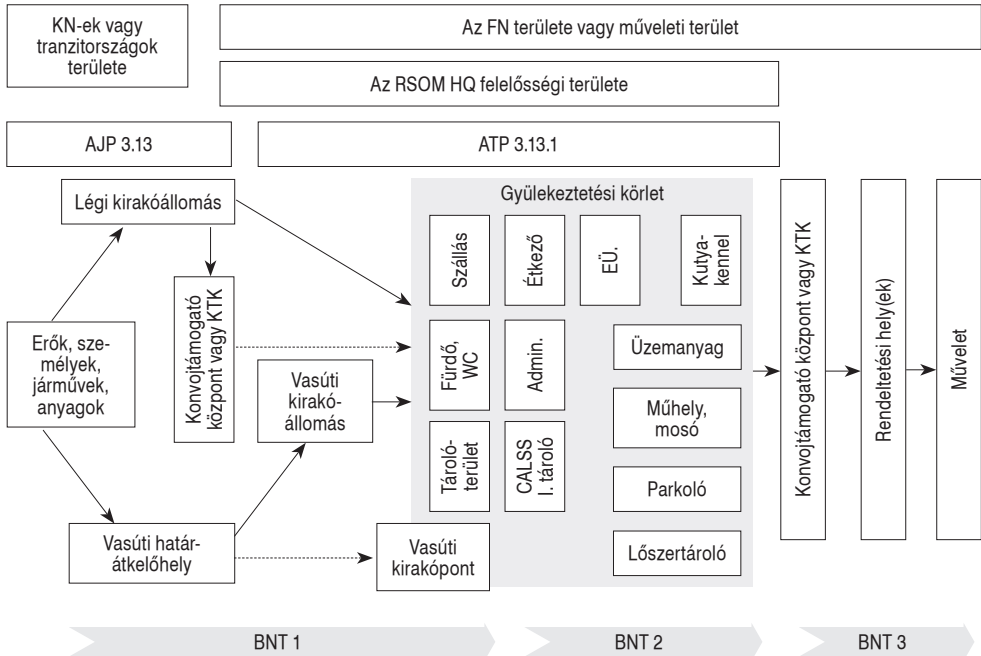 KN-ek vagy
tranzitországok
területe
Az FN területe vagy műveleti terület
Az RSOM HQ felelősségi területe
AJP 3.13
ATP 3.13.1
Légi kirakóállomás
Erők, sze-
mélyek,
járművek,
anyagok
Konvojtámogató
központ vagy KTK
Vasúti
kirakó-
állomás
Vasúti határ-
átkelőhely
Vasúti
kirakópont
Gyülekeztetési körlet
Szállás
Étkező
EÜ.
Kutya-
kennel
Fürdő,
WC
Admin.
Üzemanyag
Műhely,
mosó
Tároló-
terület
CALSS
I. tároló
Parkoló
Lőszertároló
Konvojtámogató központ vagy KTK
Rendeltetési hely(ek)
Művelet
BNT 1
BNT 2
BNT 3